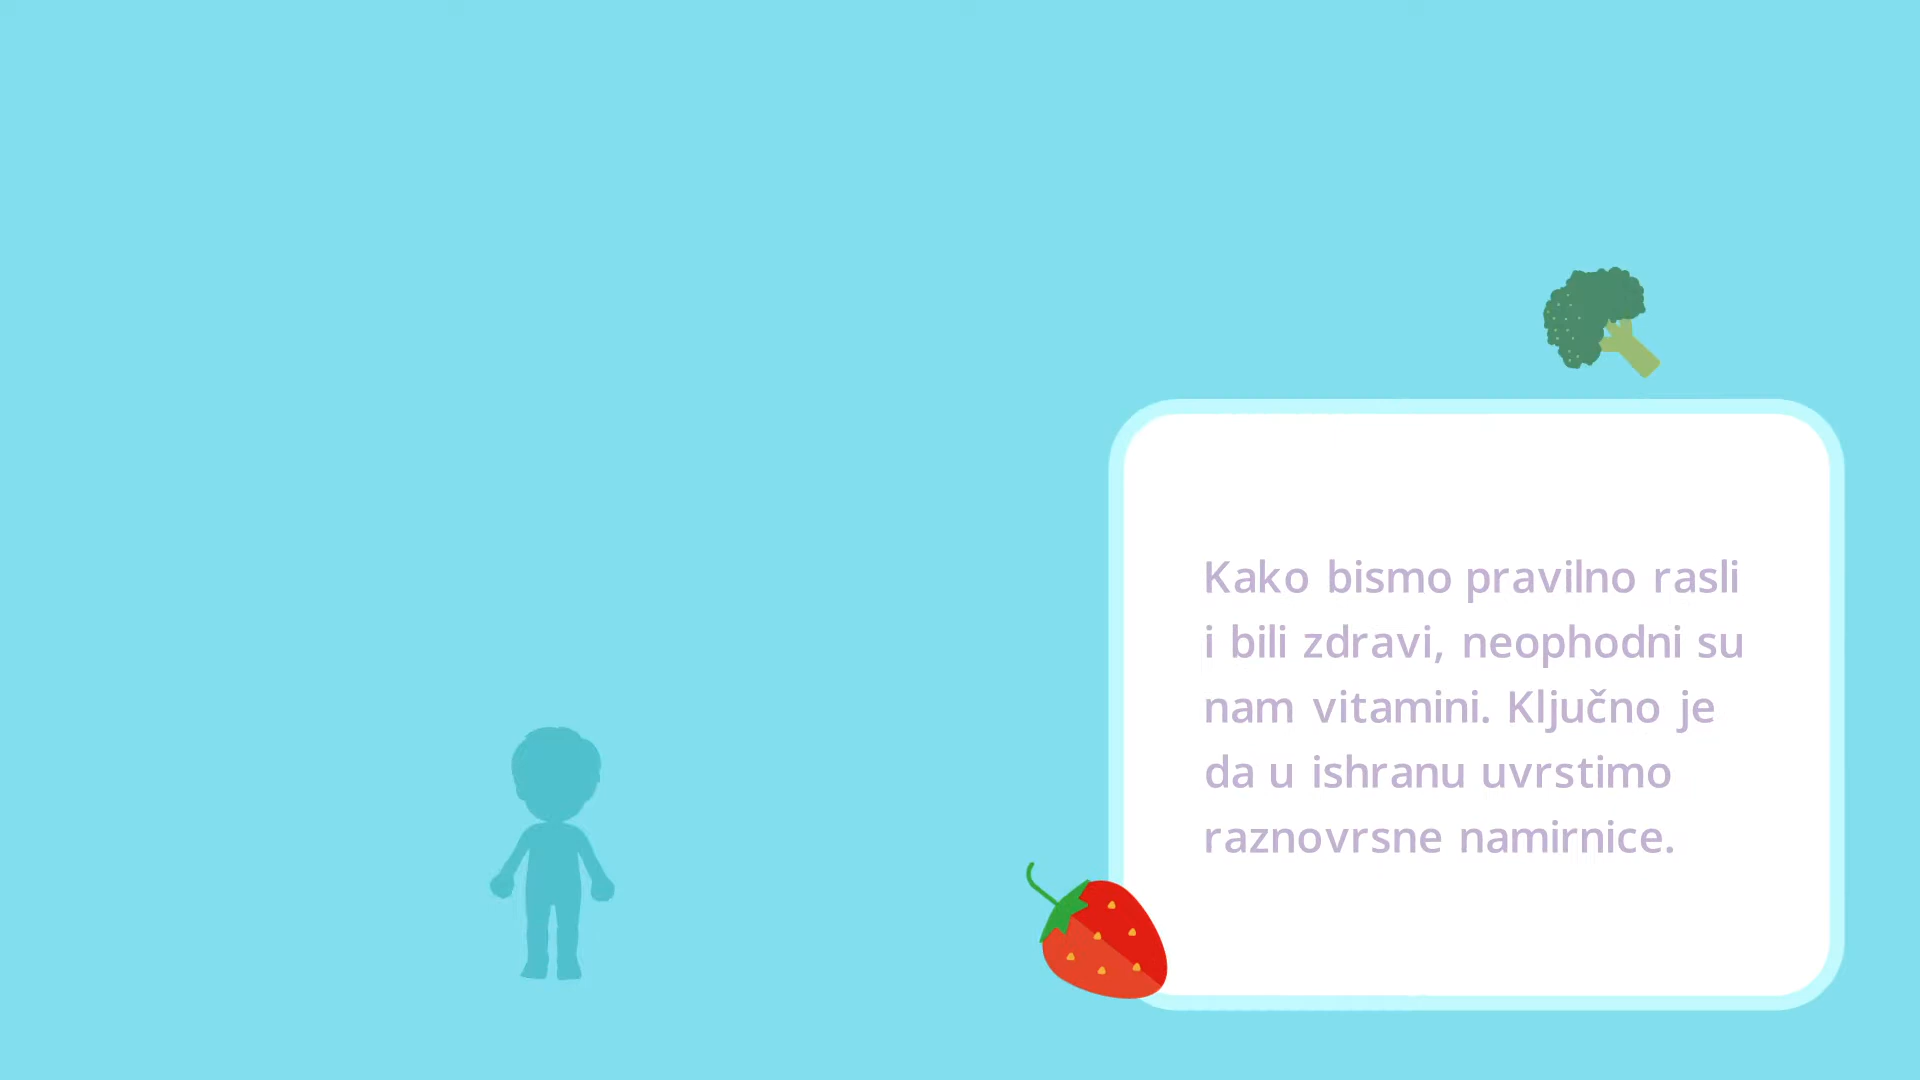 Kako bismo pravilno rasli
i bili zdravi, neophodni su
nam vitamini. Ključno je
da u ishranu uvrstimo
raznovrsne namirnice.